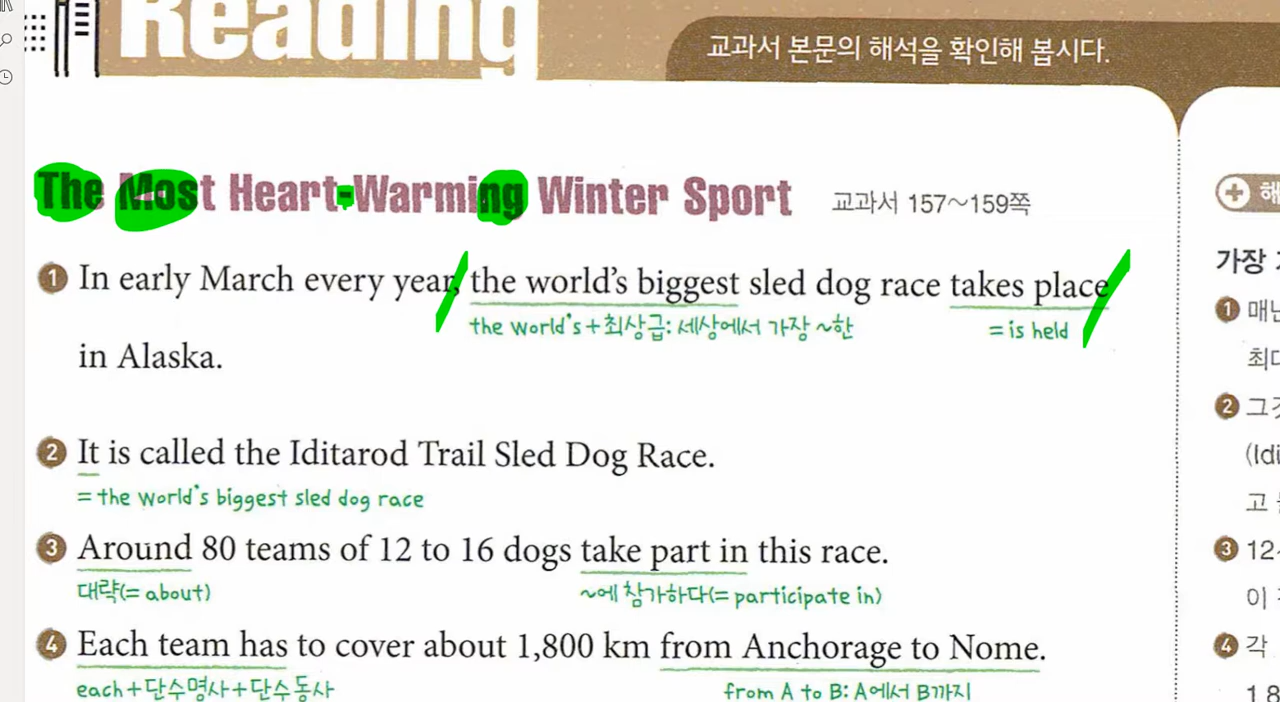 Reading
교과서 본문의 해석을 확인해 봅시다.
The Most Heart-Warming Winter Sport 교과서 157~159쪽
1 In early March every year, the world's biggest sled dog race takes place
the world's+최상급: 세상에서 가장 ~한 = is held
in Alaska.
2 It is called the Iditarod Trail Sled Dog Race.
= the world's biggest sled dog race
3 Around 80 teams of 12 to 16 dogs take part in this race.
대략(= about) ~에 참가하다(= participate in)
4 Each team has to cover about 1,800 km from Anchorage to Nome.
each+단수명사+단수동사 from A to B: A에서 B까지
가장
1
2
(Idi
고
3 12
이
4 각
1,8